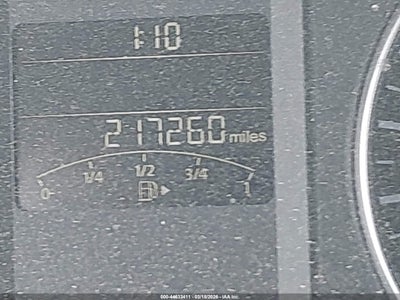 1:10
217260 miles
0 1/4 1/2 3/4 1
000-44633411 - 03/18/2026 - IAA Inc.